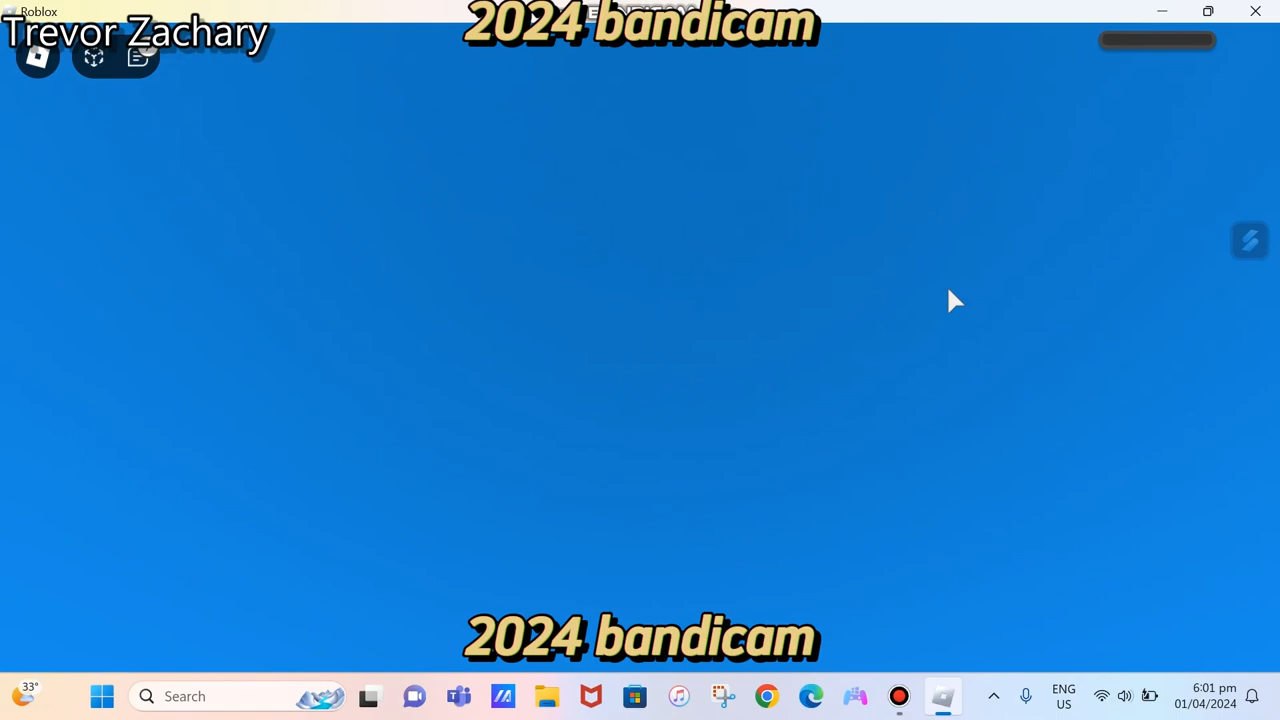 Roblox
2024 bandicam
Trevor Zachary
2024 bandicam
33°
Search
ENG
US
6:01 pm
01/04/2024